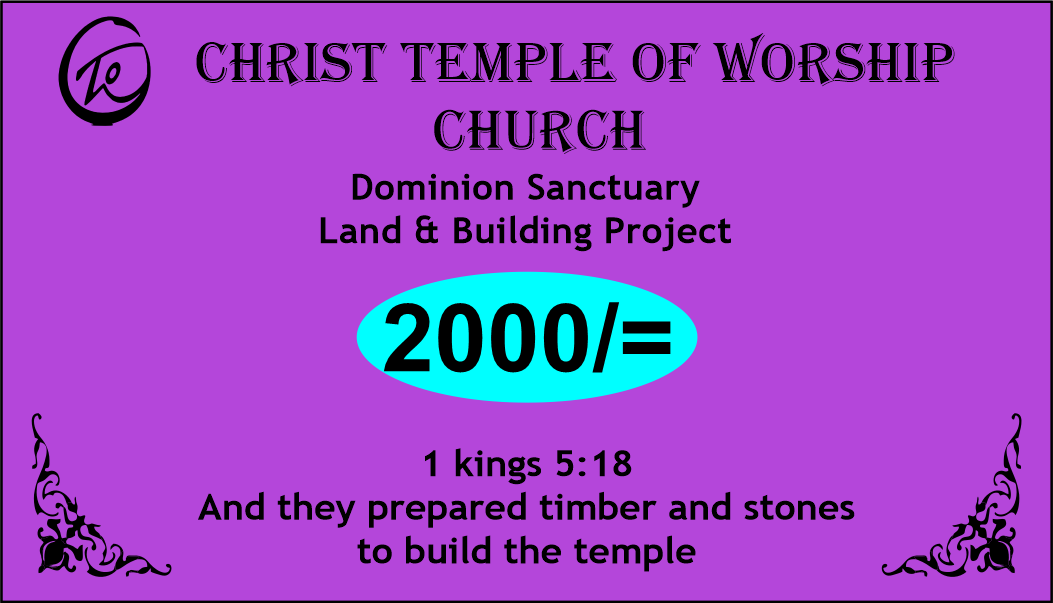 CTO
CHRIST TEMPLE OF WORSHIP
CHURCH
Dominion Sanctuary
Land & Building Project
2000/=
1 kings 5:18
And they prepared timber and stones
to build the temple